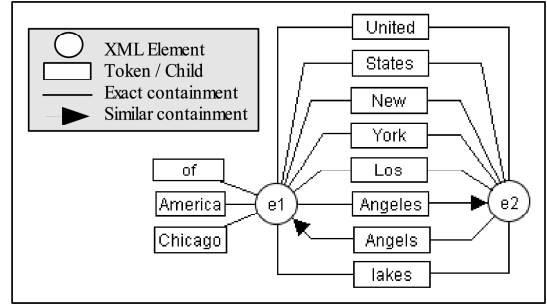 XML Element
Token / Child
Exact containment
Similar containment
United
States
New
York
of
Los
America
e1
Angeles
e2
Chicago
Angels
lakes